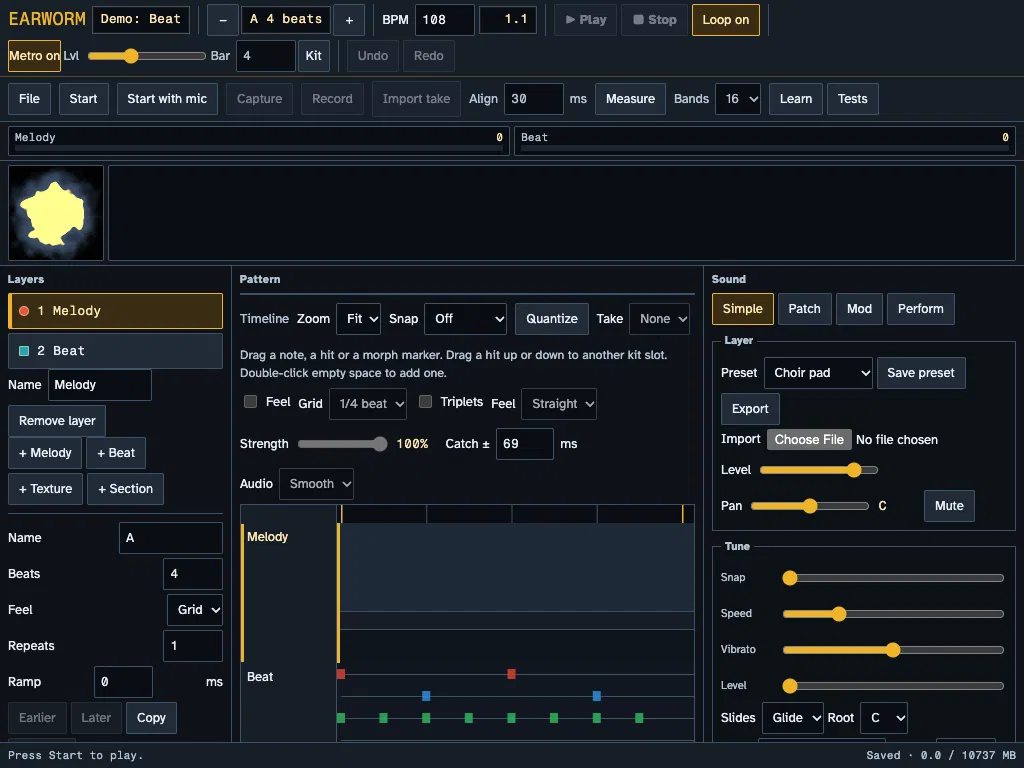 EARWORM Demo: Beat – A 4 beats + BPM 108 1.1 ▶ Play Stop Loop on
Metro on Lvl Bar 4 Kit Undo Redo
File Start Start with mic Capture Record Import take Align 30 ms Measure Bands 16 Learn Tests
Melody 0 Beat 0
Layers
1 Melody
2 Beat
Name Melody
Remove layer
+ Melody + Beat
+ Texture + Section
Name A
Beats 4
Feel Grid
Repeats 1
Ramp 0 ms
Earlier Later Copy
Pattern
Timeline Zoom Fit Snap Off Quantize Take None
Drag a note, a hit or a morph marker. Drag a hit up or down to another kit slot.
Double-click empty space to add one.
Feel Grid 1/4 beat Triplets Feel Straight
Strength 100% Catch ± 69 ms
Audio Smooth
Melody
Beat
Sound
Simple Patch Mod Perform
Layer
Preset Choir pad Save preset
Export
Import Choose File No file chosen
Level
Pan C Mute
Tune
Snap
Speed
Vibrato
Level
Slides Glide Root C
Press Start to play. Saved · 0.0 / 10737 MB